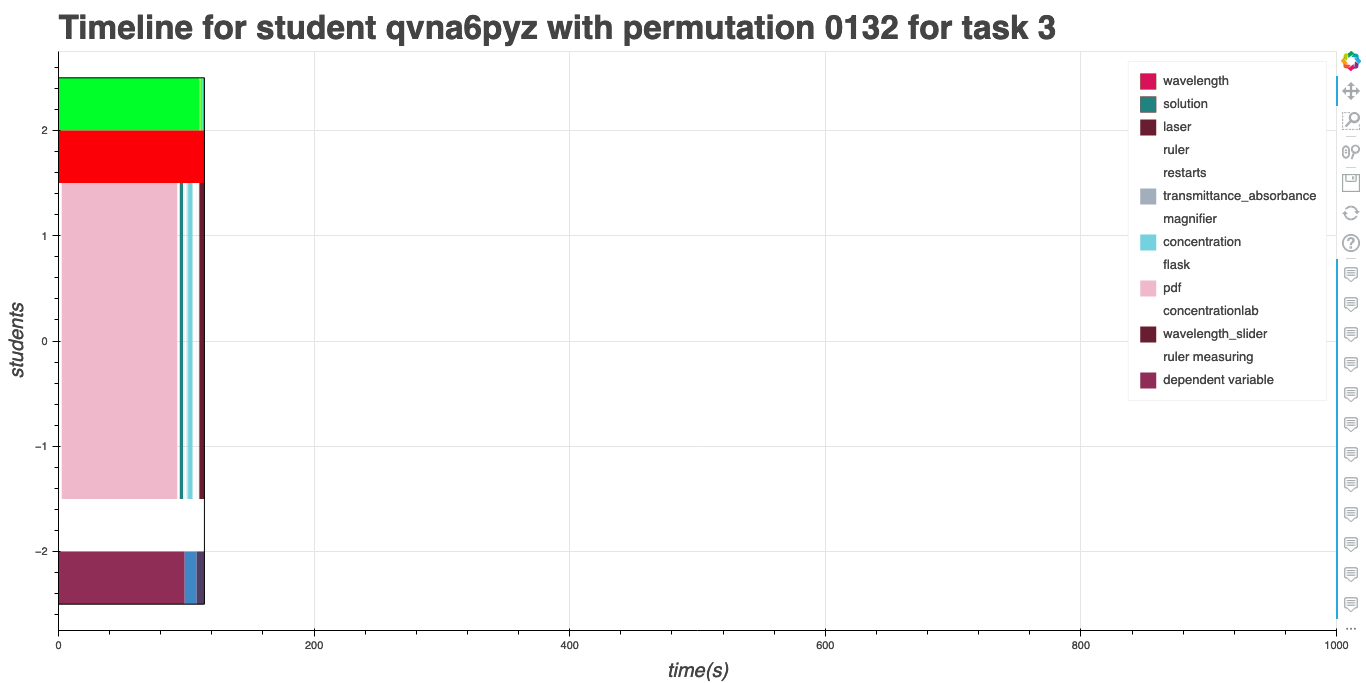 Timeline for student qvna6pyz with permutation 0132 for task 3
students
2
1
0
−1
−2
0
200
400
600
800
1000
time(s)
wavelength
solution
laser
ruler
restarts
transmittance_absorbance
magnifier
concentration
flask
pdf
concentrationlab
wavelength_slider
ruler measuring
dependent variable